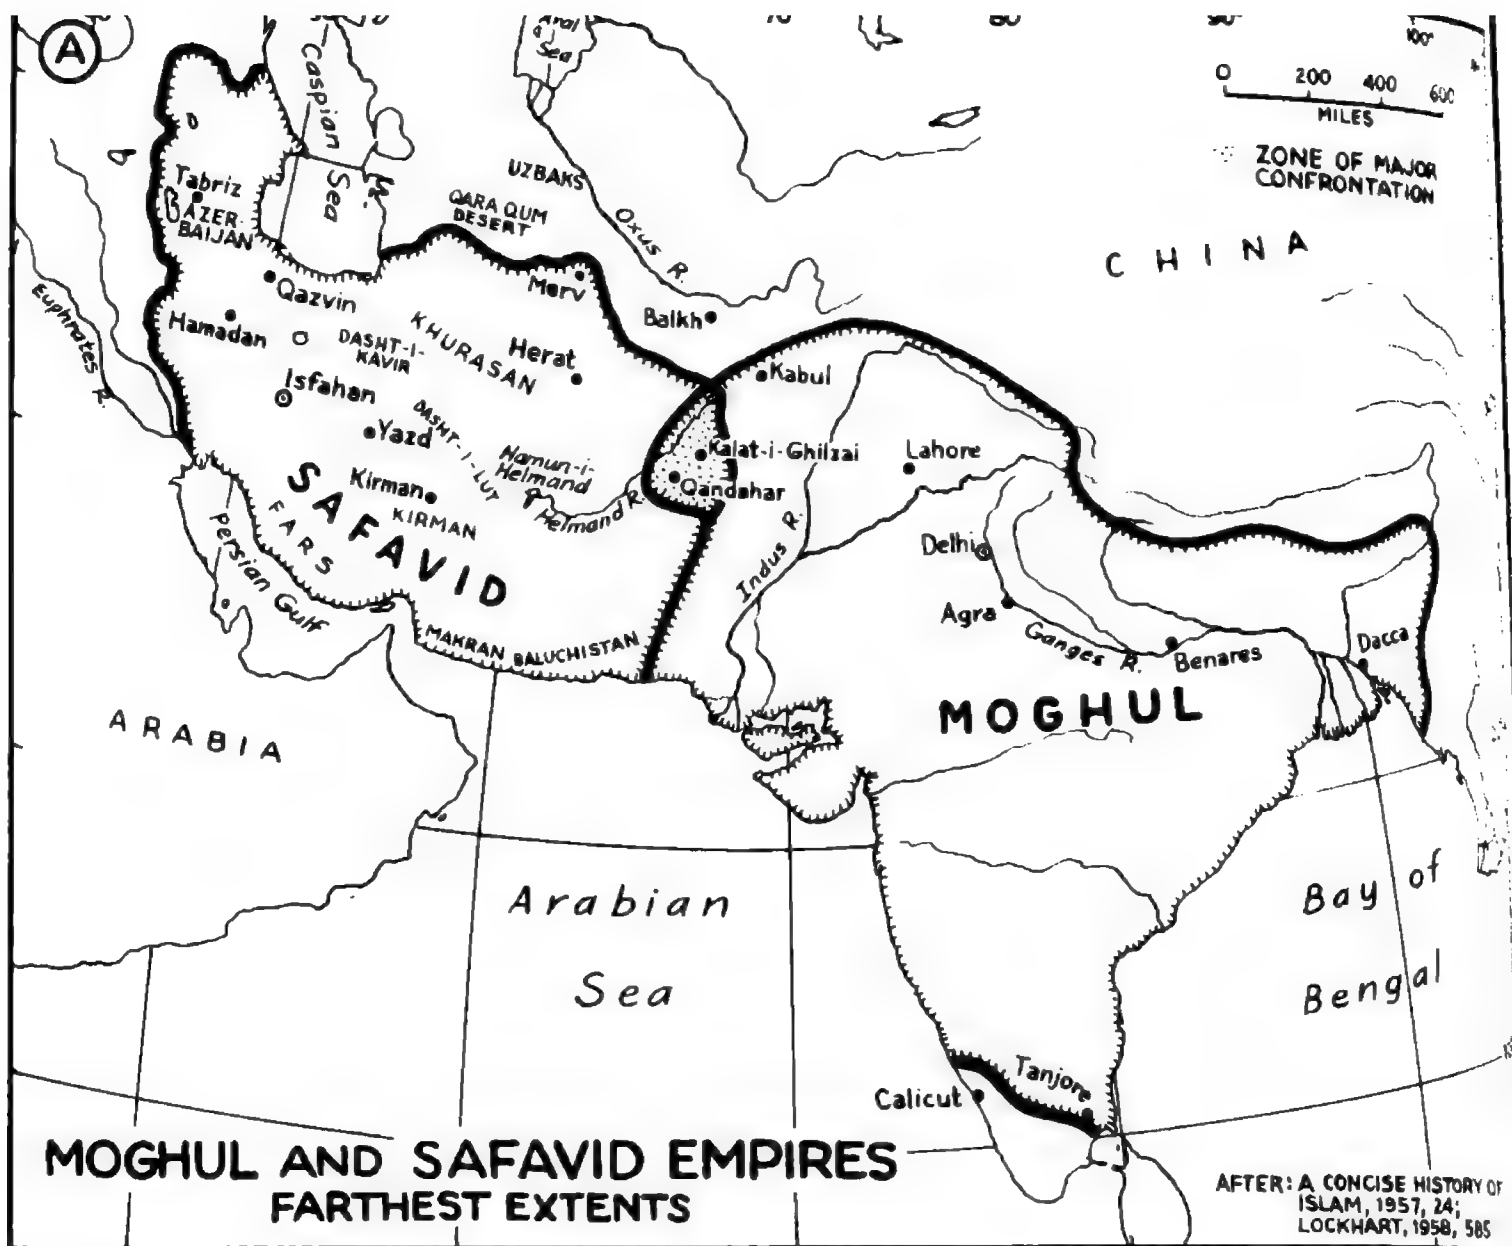 A
Aral
Sea
Caspian
Sea
70
80
90°
100°
0 200 400 600
MILES
ZONE OF MAJOR
CONFRONTATION
UZBAKS
QARA QUM
DESERT
Oxus R.
CHINA
Tabriz
AZER-
BAIJAN
Qazvin
Hamadan
Euphrates R.
DASHT-I-
KAVIR
KHURASAN
Merv
Herat
Balkh
Kabul
Isfahan
Yazd
DASHT-I-LUT
Hamun-i-
Helmand
Helmand R.
Kalat-i-Ghilzai
Qandahar
Lahore
Kirman
KIRMAN
FARS
SAFAVID
Persian Gulf
Indus R.
Delhi
Agra
Ganges R.
Benares
Dacca
MAKRAN BALUCHISTAN
MOGHUL
ARABIA
Arabian
Sea
Bay of
Bengal
Tanjore
Calicut
MOGHUL AND SAFAVID EMPIRES
FARTHEST EXTENTS
AFTER: A CONCISE HISTORY OF
ISLAM, 1957, 24;
LOCKHART, 1958, 585